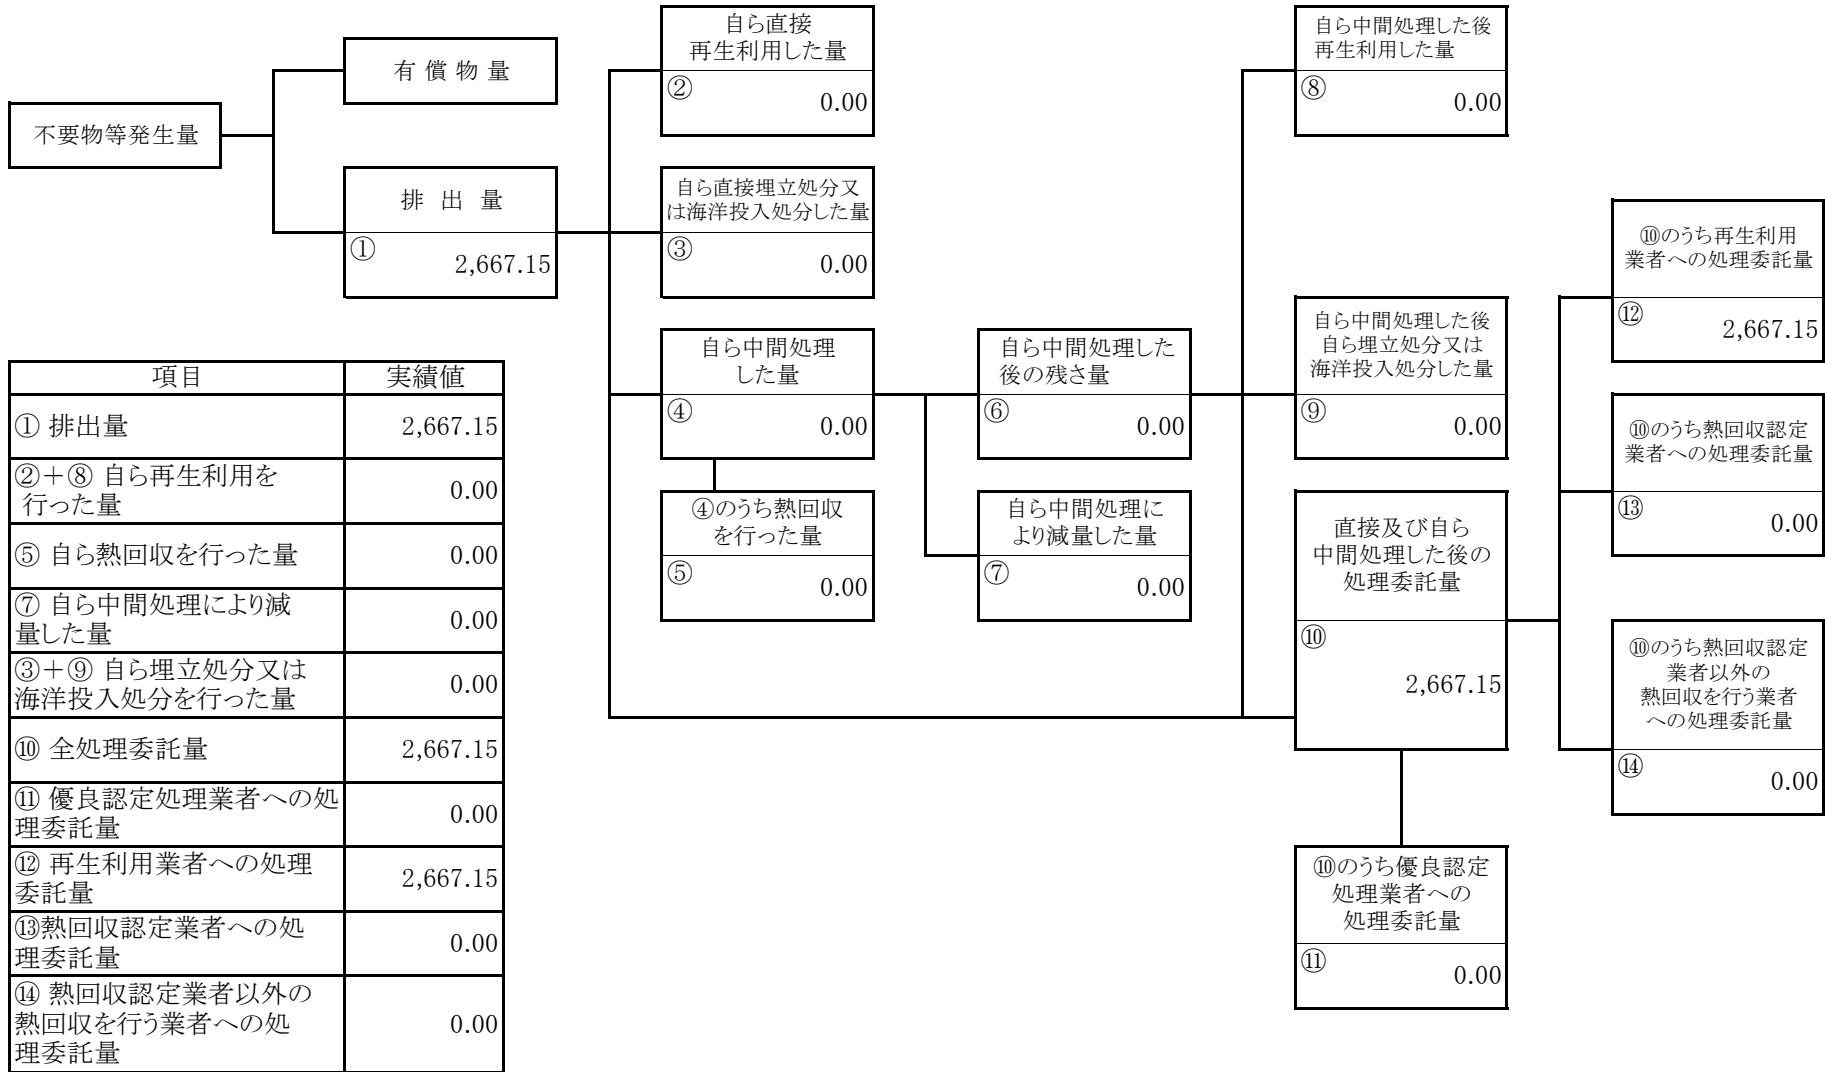 不要物等発生量
有 償 物 量
排 出 量
①
2,667.15
自ら直接
再生利用した量
②
0.00
自ら直接埋立処分又
は海洋投入処分した量
③
0.00
自ら中間処理
した量
④
0.00
④のうち熱回収
を行った量
⑤
0.00
自ら中間処理した
後の残さ量
⑥
0.00
自ら中間処理に
より減量した量
⑦
0.00
自ら中間処理した後
再生利用した量
⑧
0.00
自ら中間処理した後
自ら埋立処分又は
海洋投入処分した量
⑨
0.00
直接及び自ら
中間処理した後の
処理委託量
⑩
2,667.15
⑩のうち優良認定
処理業者への
処理委託量
⑪
0.00
⑩のうち再生利用
業者への処理委託量
⑫
2,667.15
⑩のうち熱回収認定
業者への処理委託量
⑬
0.00
⑩のうち熱回収認定
業者以外の
熱回収を行う業者
への処理委託量
⑭
0.00
項目 実績値
① 排出量 2,667.15
②＋⑧ 自ら再生利用を
行った量 0.00
⑤ 自ら熱回収を行った量 0.00
⑦ 自ら中間処理により減
量した量 0.00
③＋⑨ 自ら埋立処分又は
海洋投入処分を行った量 0.00
⑩ 全処理委託量 2,667.15
⑪ 優良認定処理業者への処
理委託量 0.00
⑫ 再生利用業者への処理
委託量 2,667.15
⑬熱回収認定業者への処
理委託量 0.00
⑭ 熱回収認定業者以外の
熱回収を行う業者への処
理委託量 0.00